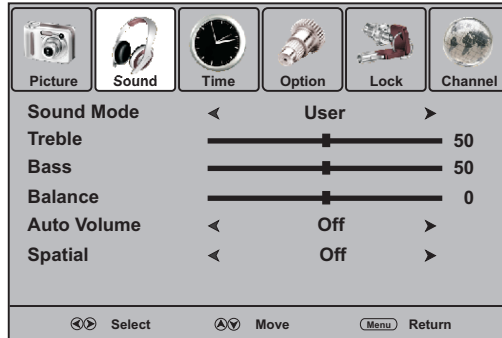 Picture Sound Time Option Lock Channel
Sound Mode User
Treble 50
Bass 50
Balance 0
Auto Volume Off
Spatial Off
Select Move Menu Return